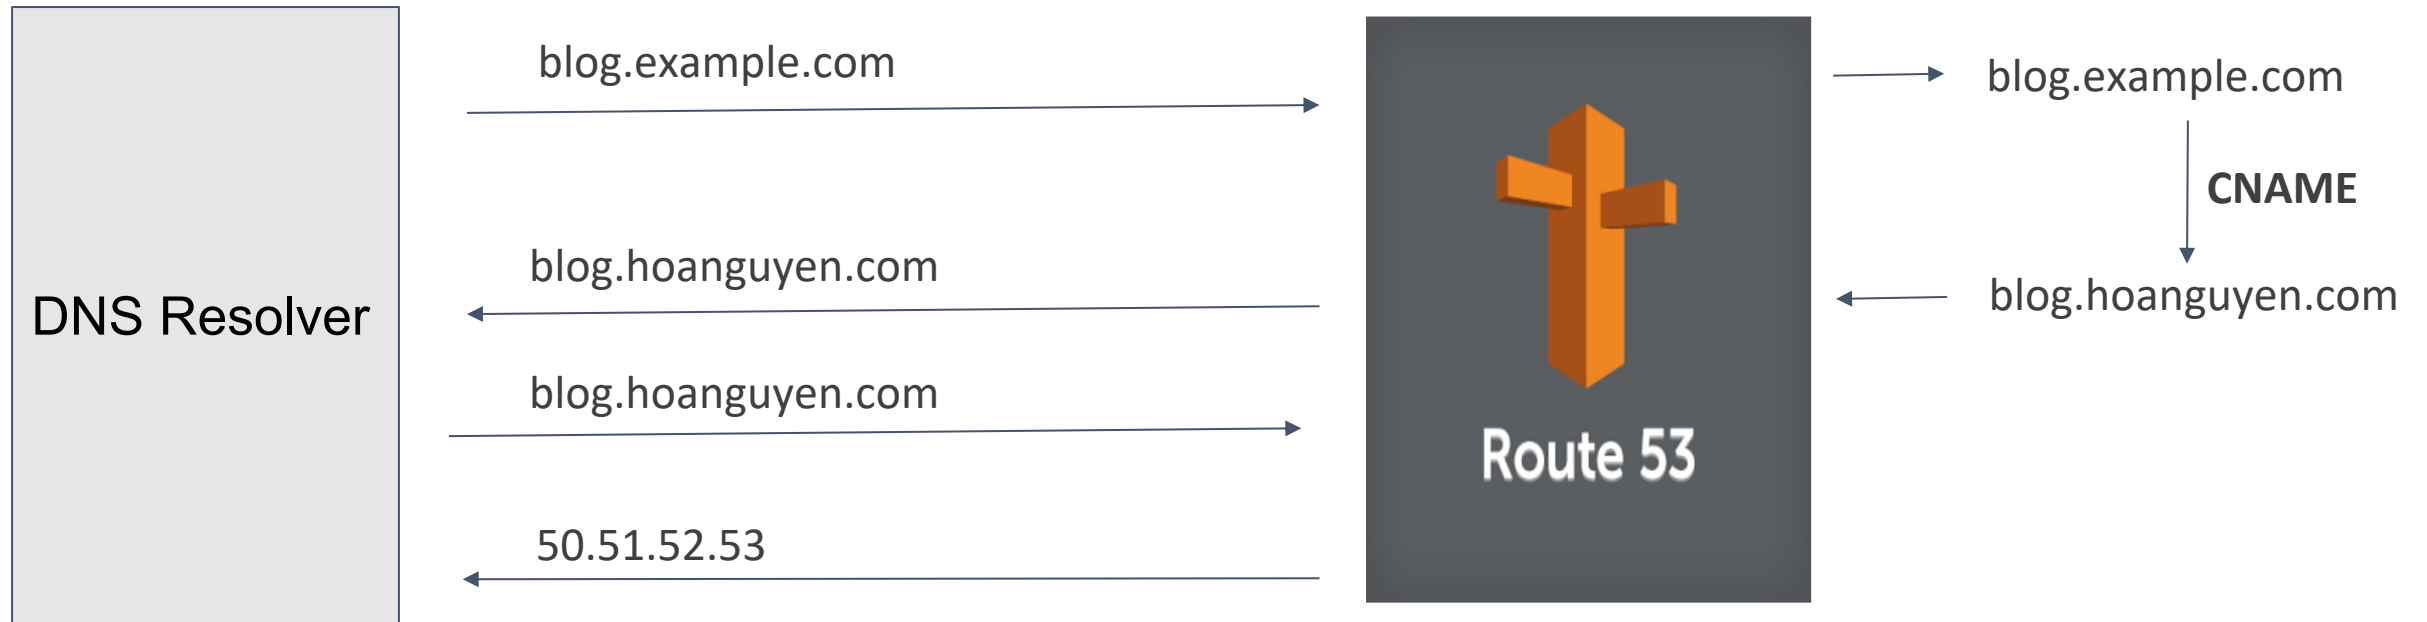 blog.example.com
blog.example.com
CNAME
blog.hoanguyen.com
blog.hoanguyen.com
DNS Resolver
blog.hoanguyen.com
Route 53
50.51.52.53